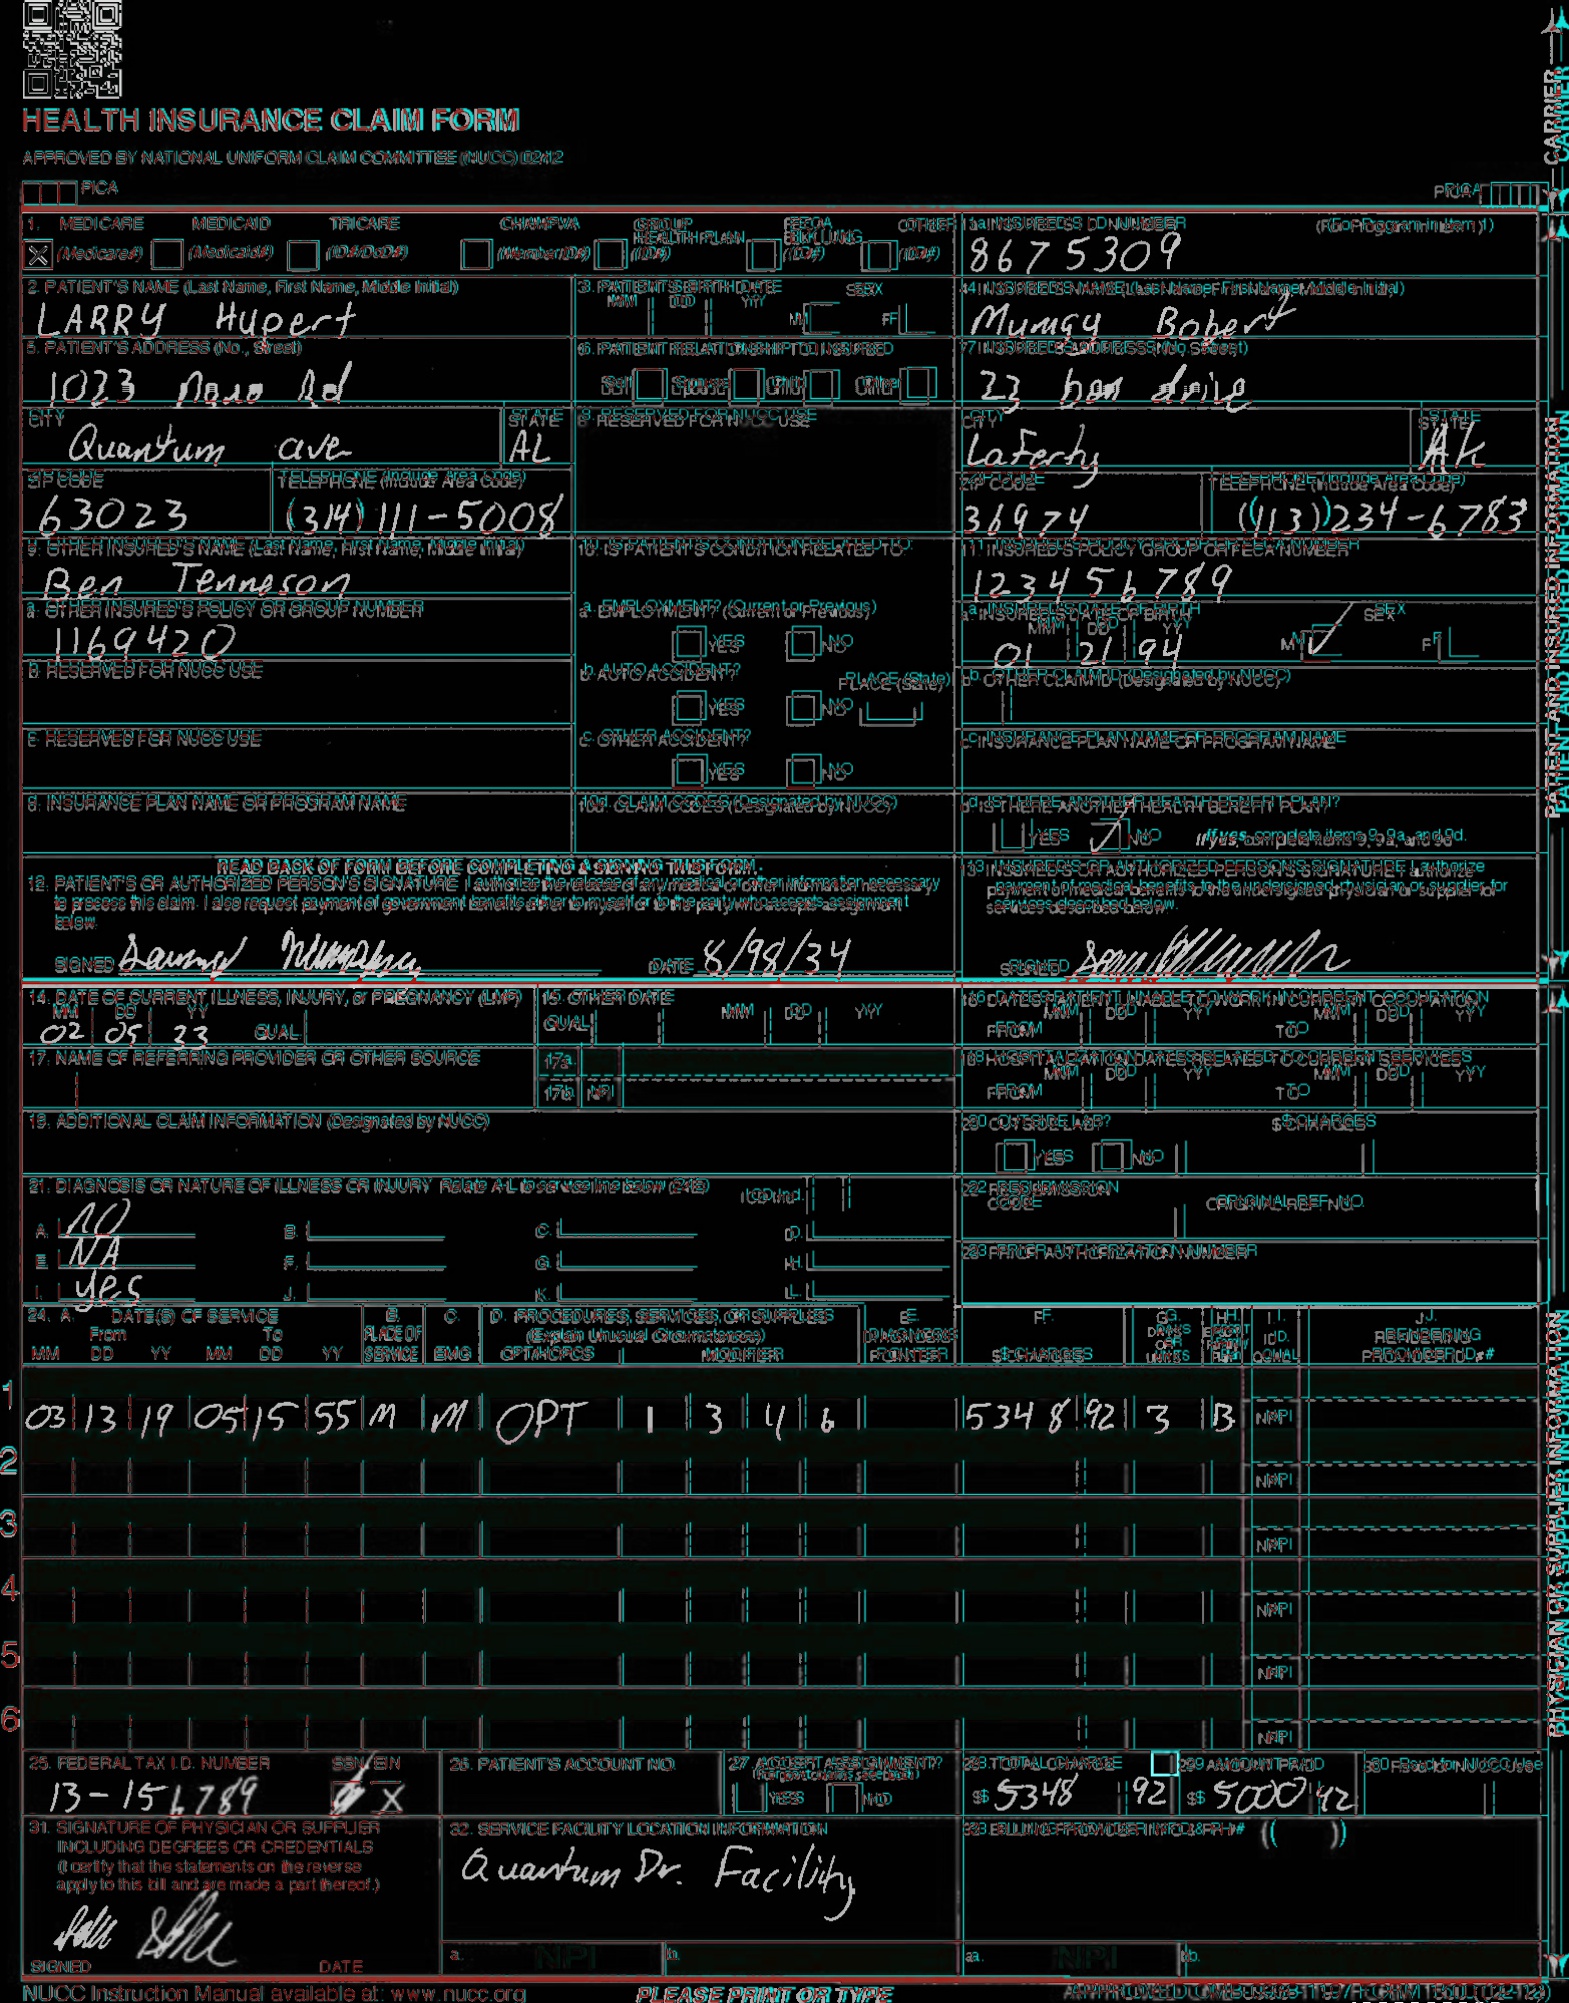 HEALTH INSURANCE CLAIM FORM
APPROVED BY NATIONAL UNIFORM CLAIM COMMITTEE (NUCC) 02/12
PICA PICA
CARRIER
1. MEDICARE MEDICAID TRICARE CHAMPVA GROUP HEALTH PLAN FECA BLK LUNG OTHER 1a. INSURED'S I.D. NUMBER (For Program in Item 1)
X (Medicare#) (Medicaid#) (ID#/DoD#) (Member ID#) (ID#) (ID#) (ID#) 8675309
2. PATIENT'S NAME (Last Name, First Name, Middle Initial) 3. PATIENT'S BIRTH DATE SEX 4. INSURED'S NAME (Last Name, First Name, Middle Initial)
MM DD YY
LARRY Hupert M F Mumgy Bobert
5. PATIENT'S ADDRESS (No., Street) 6. PATIENT RELATIONSHIP TO INSURED 7. INSURED'S ADDRESS (No., Street)
1023 Rd Self Spouse Child Other 23 drive
CITY STATE 8. RESERVED FOR NUCC USE CITY STATE
Quantum ave AL Laferty AK
ZIP CODE TELEPHONE (Include Area Code) ZIP CODE TELEPHONE (Include Area Code)
63023 (314) 111-5008 36974 (113) 234-6783
9. OTHER INSURED'S NAME (Last Name, First Name, Middle Initial) 10. IS PATIENT'S CONDITION RELATED TO: 11. INSURED'S POLICY GROUP OR FECA NUMBER
Ben Tenneson 123456789
a. OTHER INSURED'S POLICY OR GROUP NUMBER a. EMPLOYMENT? (Current or Previous) a. INSURED'S DATE OF BIRTH SEX
MM DD YY
1169420 YES NO 01 21 94 M F
b. RESERVED FOR NUCC USE b. AUTO ACCIDENT? PLACE (State) b. OTHER CLAIM ID (Designated by NUCC)
YES NO
c. RESERVED FOR NUCC USE c. OTHER ACCIDENT? c. INSURANCE PLAN NAME OR PROGRAM NAME
YES NO
d. INSURANCE PLAN NAME OR PROGRAM NAME 10d. CLAIM CODES (Designated by NUCC) d. IS THERE ANOTHER HEALTH BENEFIT PLAN?
YES NO If yes, complete items 9, 9a, and 9d.
PATIENT AND INSURED INFORMATION
READ BACK OF FORM BEFORE COMPLETING & SIGNING THIS FORM.
12. PATIENT'S OR AUTHORIZED PERSON'S SIGNATURE I authorize the release of any medical or other information necessary
to process this claim. I also request payment of government benefits either to myself or to the party who accepts assignment
below.
SIGNED DATE 8/98/34
13. INSURED'S OR AUTHORIZED PERSON'S SIGNATURE I authorize
payment of medical benefits to the undersigned physician or supplier for
services described below.
SIGNED
14. DATE OF CURRENT ILLNESS, INJURY, or PREGNANCY (LMP) 15. OTHER DATE 16. DATES PATIENT UNABLE TO WORK IN CURRENT OCCUPATION
MM DD YY MM DD YY MM DD YY MM DD YY
02 05 23 QUAL. QUAL. FROM TO
17. NAME OF REFERRING PROVIDER OR OTHER SOURCE 17a. 18. HOSPITALIZATION DATES RELATED TO CURRENT SERVICES
MM DD YY MM DD YY
17b. NPI FROM TO
19. ADDITIONAL CLAIM INFORMATION (Designated by NUCC) 20. OUTSIDE LAB? $ CHARGES
YES NO
21. DIAGNOSIS OR NATURE OF ILLNESS OR INJURY Relate A-L to service line below (24E) ICD Ind. 22. RESUBMISSION CODE ORIGINAL REF. NO.
A. NO B. C. D.
E. NA F. G. H. 23. PRIOR AUTHORIZATION NUMBER
I. yes J. K. L.
24. A. DATE(S) OF SERVICE B. C. D. PROCEDURES, SERVICES, OR SUPPLIES E. F. G. H. I. J.
From To PLACE OF (Explain Unusual Circumstances) DIAGNOSIS DAYS OR UNITS EPSDT Family Plan ID. RENDERING
MM DD YY MM DD YY SERVICE EMG CPT/HCPCS MODIFIER POINTER $ CHARGES QUAL. PROVIDER ID. #
1 03 13 19 05 15 55 M M OPT 1 3 4 6 5348 92 3 B NPI
2 NPI
3 NPI
4 NPI
5 NPI
6 NPI
PHYSICIAN OR SUPPLIER INFORMATION
25. FEDERAL TAX I.D. NUMBER SSN EIN 26. PATIENT'S ACCOUNT NO. 27. ACCEPT ASSIGNMENT? 28. TOTAL CHARGE 29. AMOUNT PAID 30. Rsvd for NUCC Use
(For govt. claims, see back)
13-156789 X YES NO $ 5348 92 $ 5000 42
31. SIGNATURE OF PHYSICIAN OR SUPPLIER
INCLUDING DEGREES OR CREDENTIALS
(I certify that the statements on the reverse
apply to this bill and are made a part thereof.)
SIGNED DATE
32. SERVICE FACILITY LOCATION INFORMATION
Quantum Dr. Facility
a. NPI b.
33. BILLING PROVIDER INFO & PH # ( )
a. NPI b.
NUCC Instruction Manual available at: www.nucc.org PLEASE PRINT OR TYPE APPROVED OMB-0938-1197 FORM 1500 (02-12)